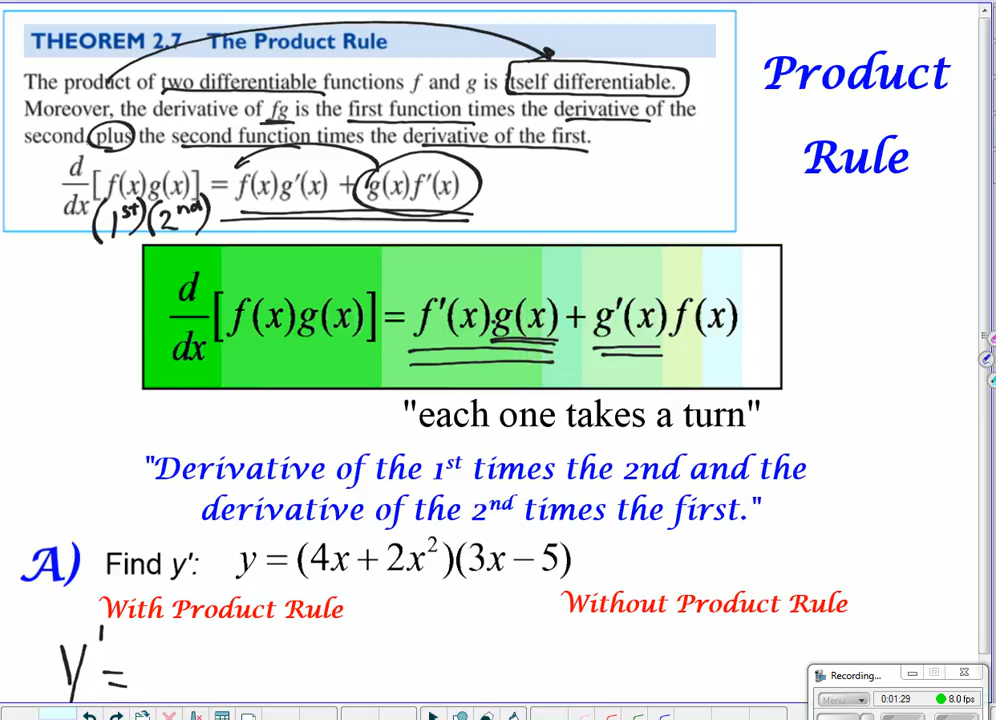 THEOREM 2.7 The Product Rule
The product of two differentiable functions f and g is itself differentiable.
Moreover, the derivative of fg is the first function times the derivative of the
second, plus the second function times the derivative of the first.
d/dx [f(x)g(x)] = f(x)g′(x) + g(x)f′(x)
(1st)(2nd)
Product
Rule
d/dx [f(x)g(x)] = f′(x)g(x) + g′(x)f(x)
"each one takes a turn"
"Derivative of the 1st times the 2nd and the
derivative of the 2nd times the first."
A) Find y′: y = (4x + 2x²)(3x − 5)
With Product Rule Without Product Rule
y′ =
Recording...
Menu 0:01:29 8.0 fps